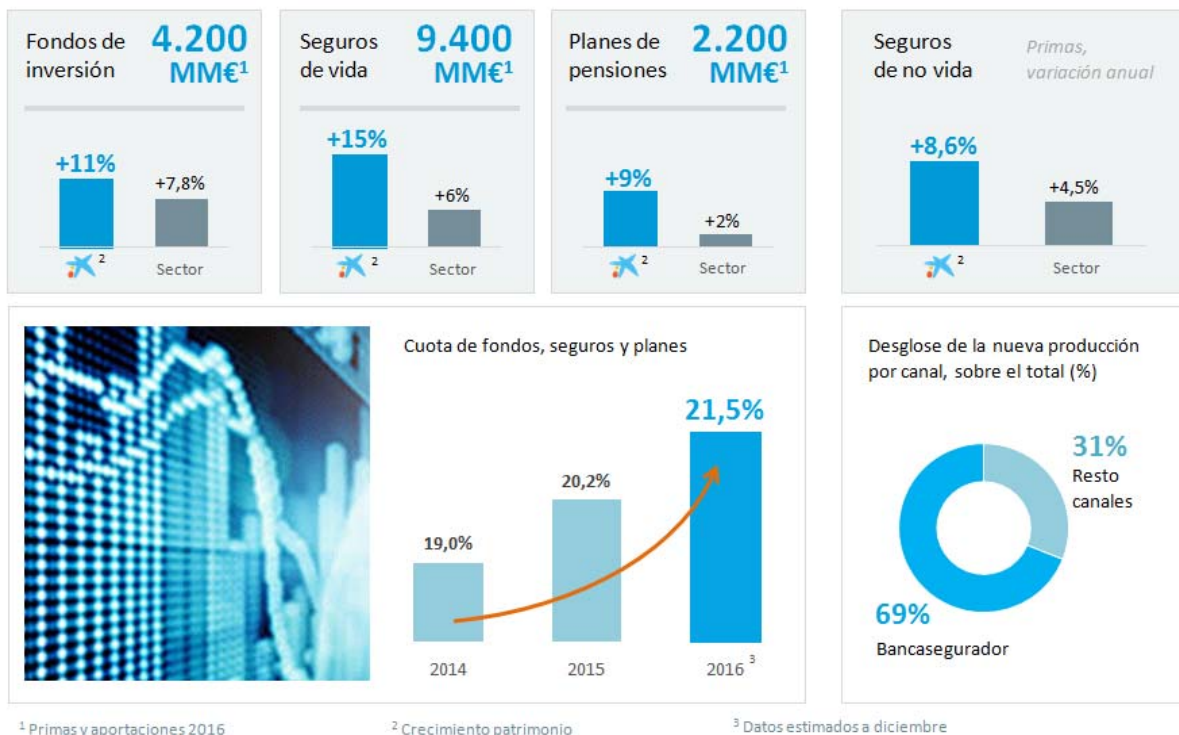 Fondos de
inversión
4.200
MM€¹
+11%
+7,8%
2
Sector
Seguros
de vida
9.400
MM€¹
+15%
+6%
2
Sector
Planes de
pensiones
2.200
MM€¹
+9%
+2%
2
Sector
Seguros
de no vida
Primas,
variación anual
+8,6%
+4,5%
2
Sector
Cuota de fondos, seguros y planes
19,0%
20,2%
21,5%
2014
2015
2016 ³
Desglose de la nueva producción
por canal, sobre el total (%)
31%
Resto
canales
69%
Bancasegurador
¹ Primas y aportaciones 2016
² Crecimiento patrimonio
³ Datos estimados a diciembre